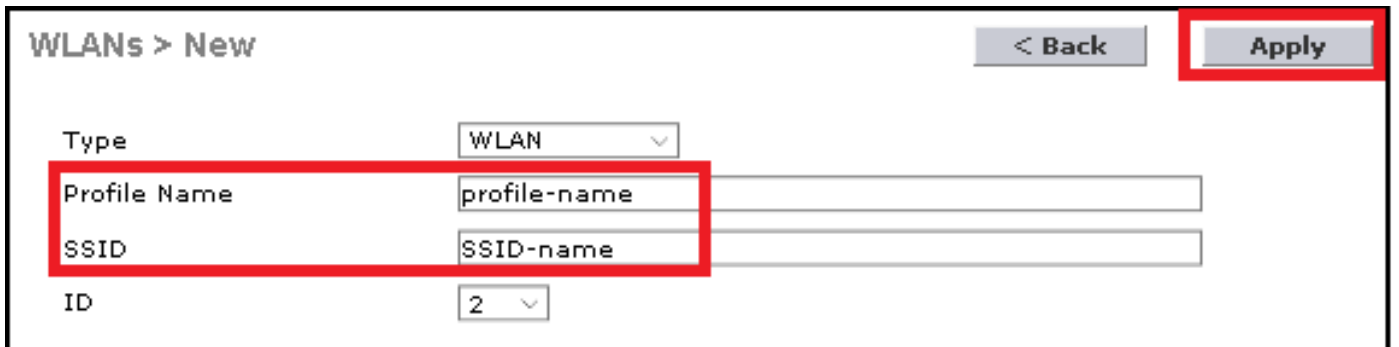 WLANs > New < Back Apply
Type WLAN
Profile Name profile-name
SSID SSID-name
ID 2